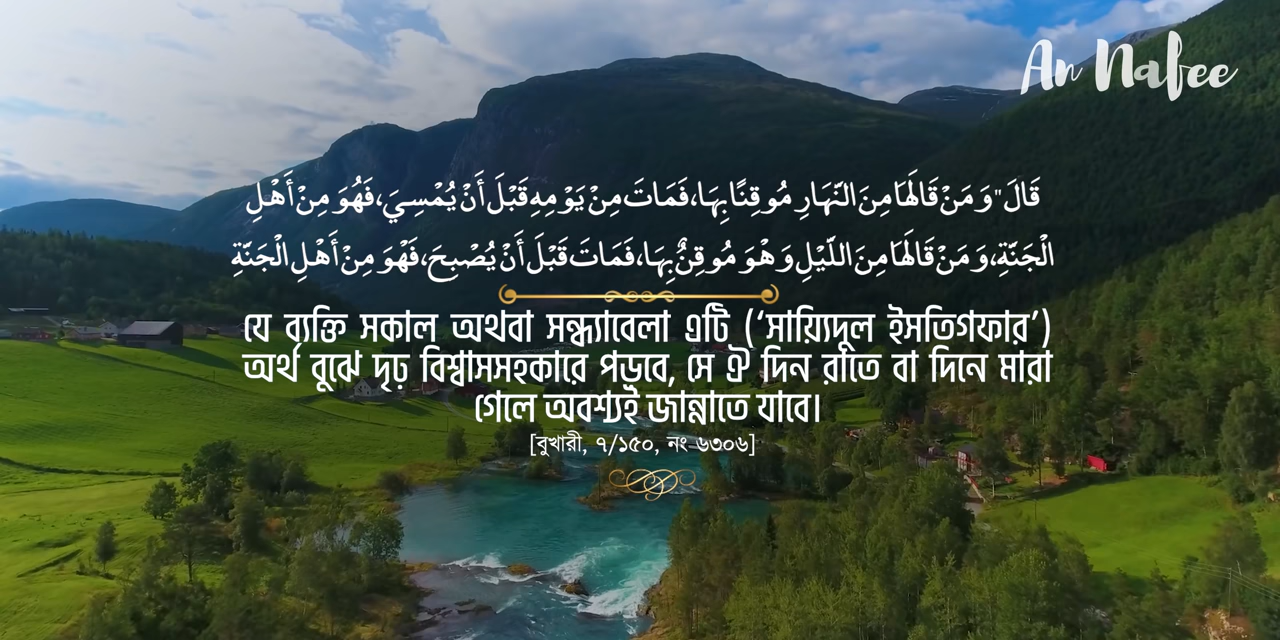 An Nafee
قَالَ " وَمَنْ قَالَهَا مِنَ النَّهَارِ مُوقِنًا بِهَا، فَمَاتَ مِنْ يَوْمِهِ قَبْلَ أَنْ يُمْسِيَ، فَهُوَ مِنْ أَهْلِ
الْجَنَّةِ، وَمَنْ قَالَهَا مِنَ اللَّيْلِ وَهْوَ مُوقِنٌ بِهَا، فَمَاتَ قَبْلَ أَنْ يُصْبِحَ، فَهْوَ مِنْ أَهْلِ الْجَنَّةِ
যে ব্যক্তি সকাল অথবা সন্ধ্যাবেলা এটি (‘সায়্যিদুল ইসতিগফার’)
অর্থ বুঝে দৃঢ় বিশ্বাসসহকারে পড়বে, সে ঐ দিন রাতে বা দিনে মারা
গেলে অবশ্যই জান্নাতে যাবে।
[বুখারী, ৭/১৫০, নং ৬৩০৬]